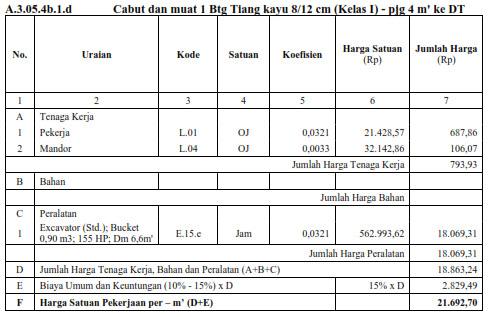 A.3.05.4b.1.d Cabut dan muat 1 Btg Tiang kayu 8/12 cm (Kelas I) - pjg 4 m' ke DT
No. Uraian Kode Satuan Koefisien Harga Satuan (Rp) Jumlah Harga (Rp)
1 2 3 4 5 6 7
A Tenaga Kerja
1 Pekerja L.01 OJ 0,0321 21.428,57 687,86
2 Mandor L.04 OJ 0,0033 32.142,86 106,07
Jumlah Harga Tenaga Kerja 793,93
B Bahan
Jumlah Harga Bahan
C Peralatan
1 Excavator (Std.); Bucket 0,90 m3; 155 HP; Dm 6,6m' E.15.e Jam 0,0321 562.993,62 18.069,31
Jumlah Harga Peralatan 18.069,31
D Jumlah Harga Tenaga Kerja, Bahan dan Peralatan (A+B+C) 18.863,24
E Biaya Umum dan Keuntungan (10% - 15%) x D 15% x D 2.829,49
F Harga Satuan Pekerjaan per – m' (D+E) 21.692,70